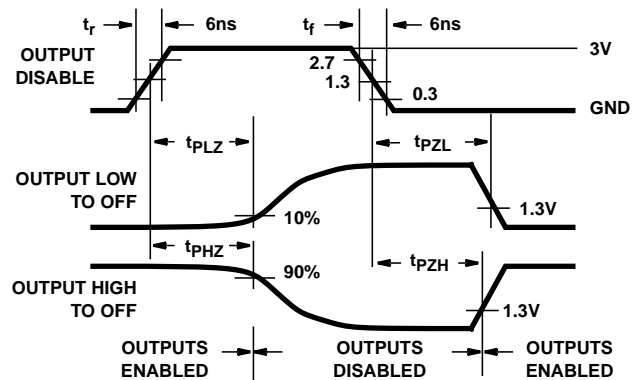 tr 6ns tf 6ns
OUTPUT
DISABLE
2.7
1.3
0.3
3V
GND
tPLZ tPZL
OUTPUT LOW
TO OFF
10%
1.3V
tPHZ tPZH
90%
OUTPUT HIGH
TO OFF
1.3V
OUTPUTS
ENABLED
OUTPUTS
DISABLED
OUTPUTS
ENABLED